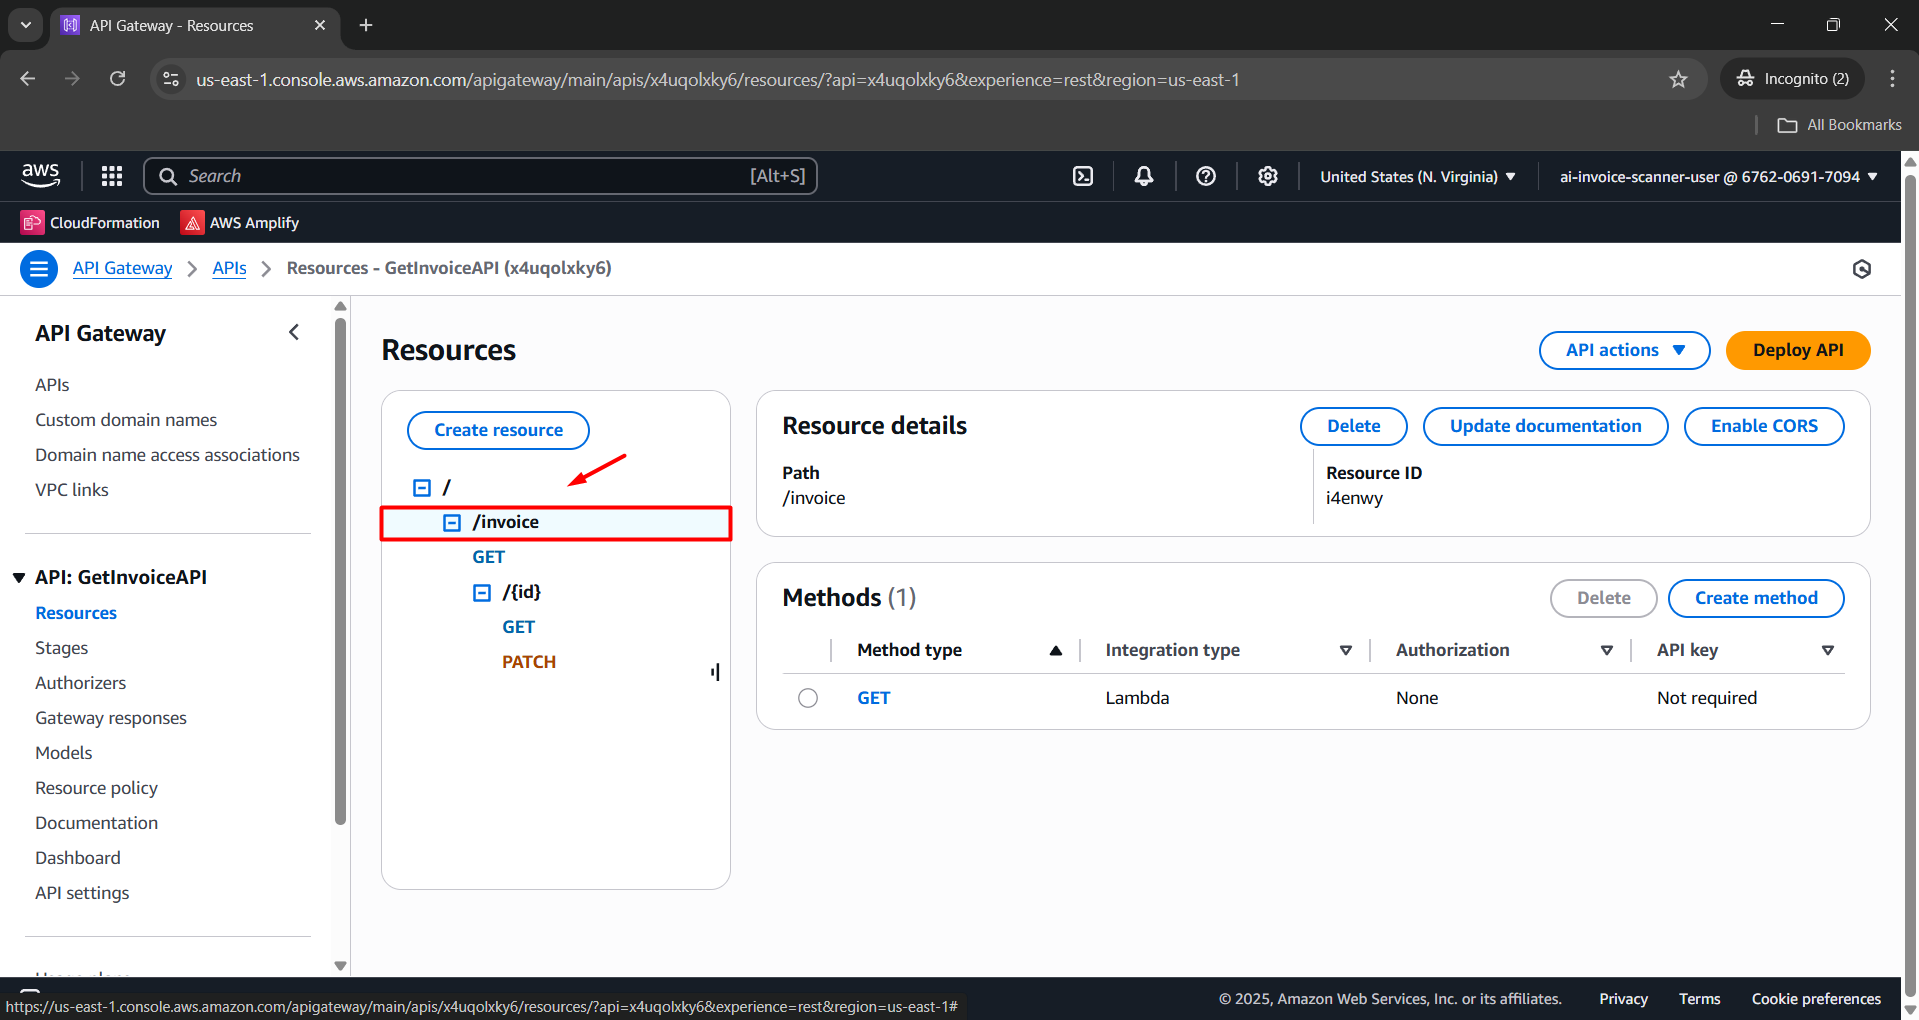 API Gateway - Resources
us-east-1.console.aws.amazon.com/apigateway/main/apis/x4uqolxky6/resources/?api=x4uqolxky6&experience=rest&region=us-east-1
Incognito (2)
All Bookmarks
aws
Search
[Alt+S]
United States (N. Virginia)
ai-invoice-scanner-user @ 6762-0691-7094
CloudFormation
AWS Amplify
API Gateway
APIs
Resources - GetInvoiceAPI (x4uqolxky6)
API Gateway
APIs
Custom domain names
Domain name access associations
VPC links
API: GetInvoiceAPI
Resources
Stages
Authorizers
Gateway responses
Models
Resource policy
Documentation
Dashboard
API settings
Resources
API actions
Deploy API
Create resource
/
/invoice
GET
/{id}
GET
PATCH
Resource details
Delete
Update documentation
Enable CORS
Path
/invoice
Resource ID
i4enwy
Methods (1)
Delete
Create method
Method type
Integration type
Authorization
API key
GET
Lambda
None
Not required
https://us-east-1.console.aws.amazon.com/apigateway/main/apis/x4uqolxky6/resources/?api=x4uqolxky6&experience=rest&region=us-east-1#
© 2025, Amazon Web Services, Inc. or its affiliates.
Privacy
Terms
Cookie preferences